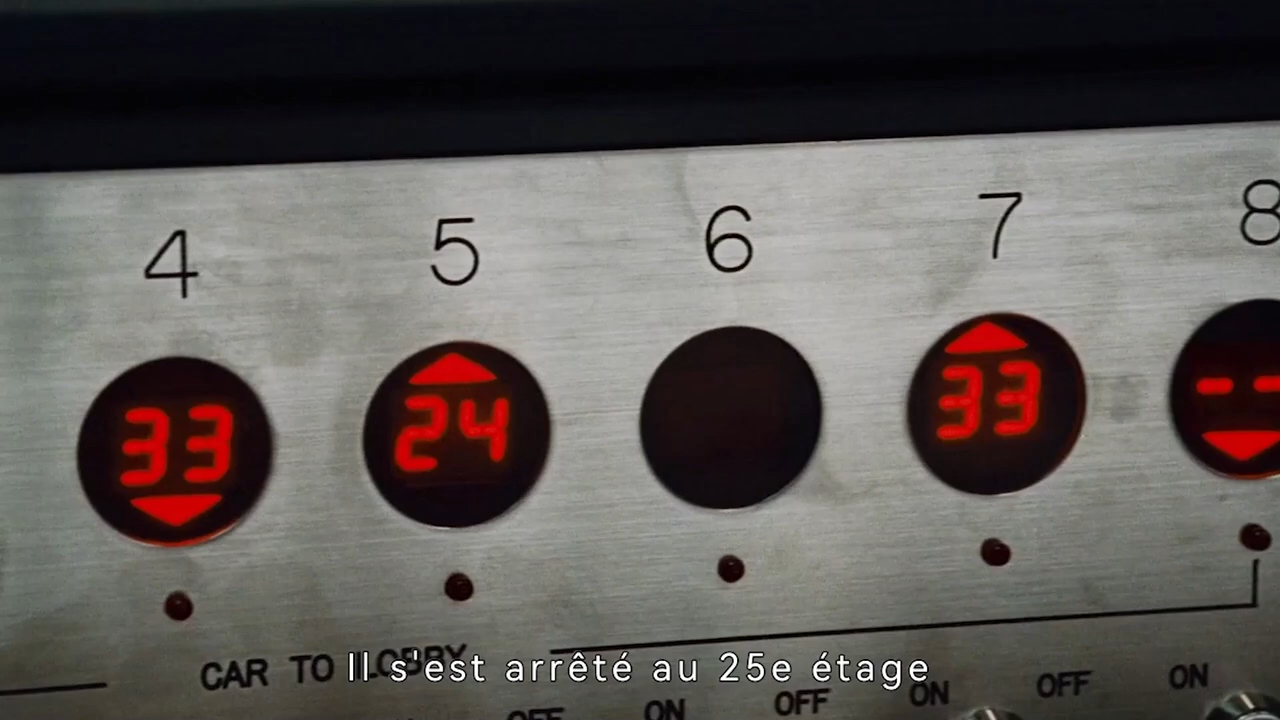 4 5 6 7 8
33 24 33 --
CAR TO LOBBY
Il s'est arrêté au 25e étage
OFF ON OFF ON OFF ON